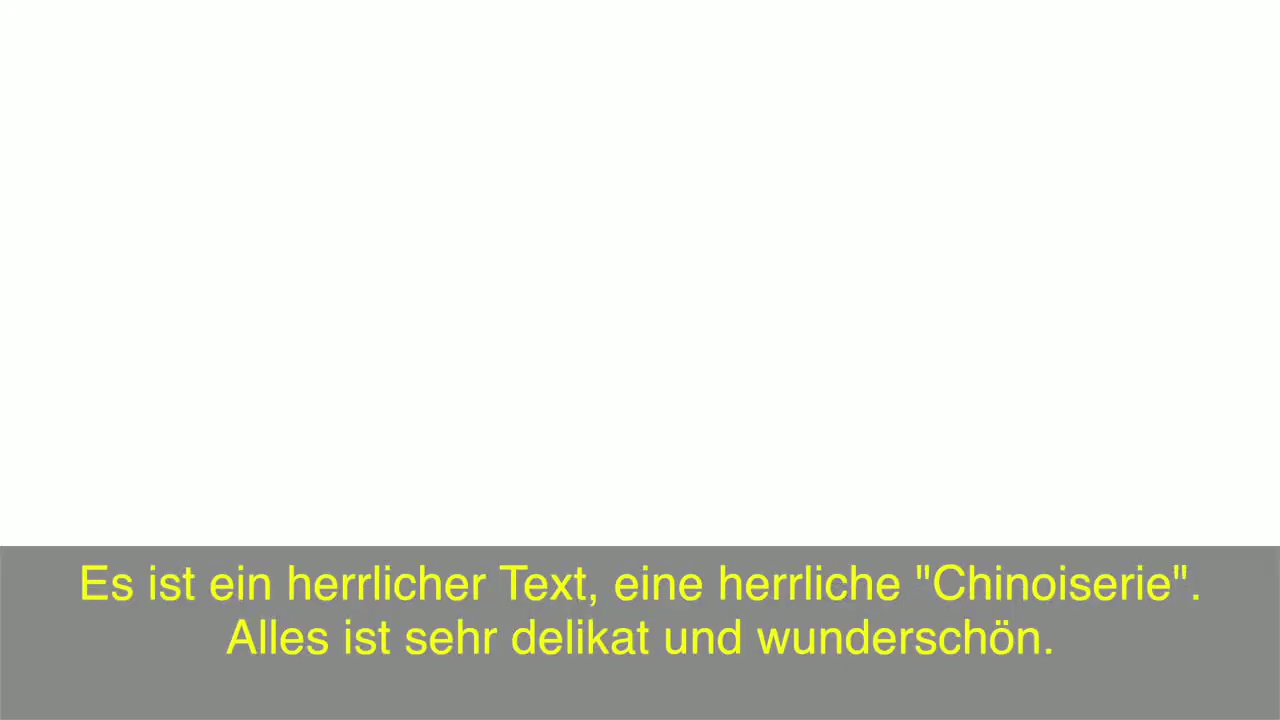 Es ist ein herrlicher Text, eine herrliche "Chinoiserie".
Alles ist sehr delikat und wunderschön.